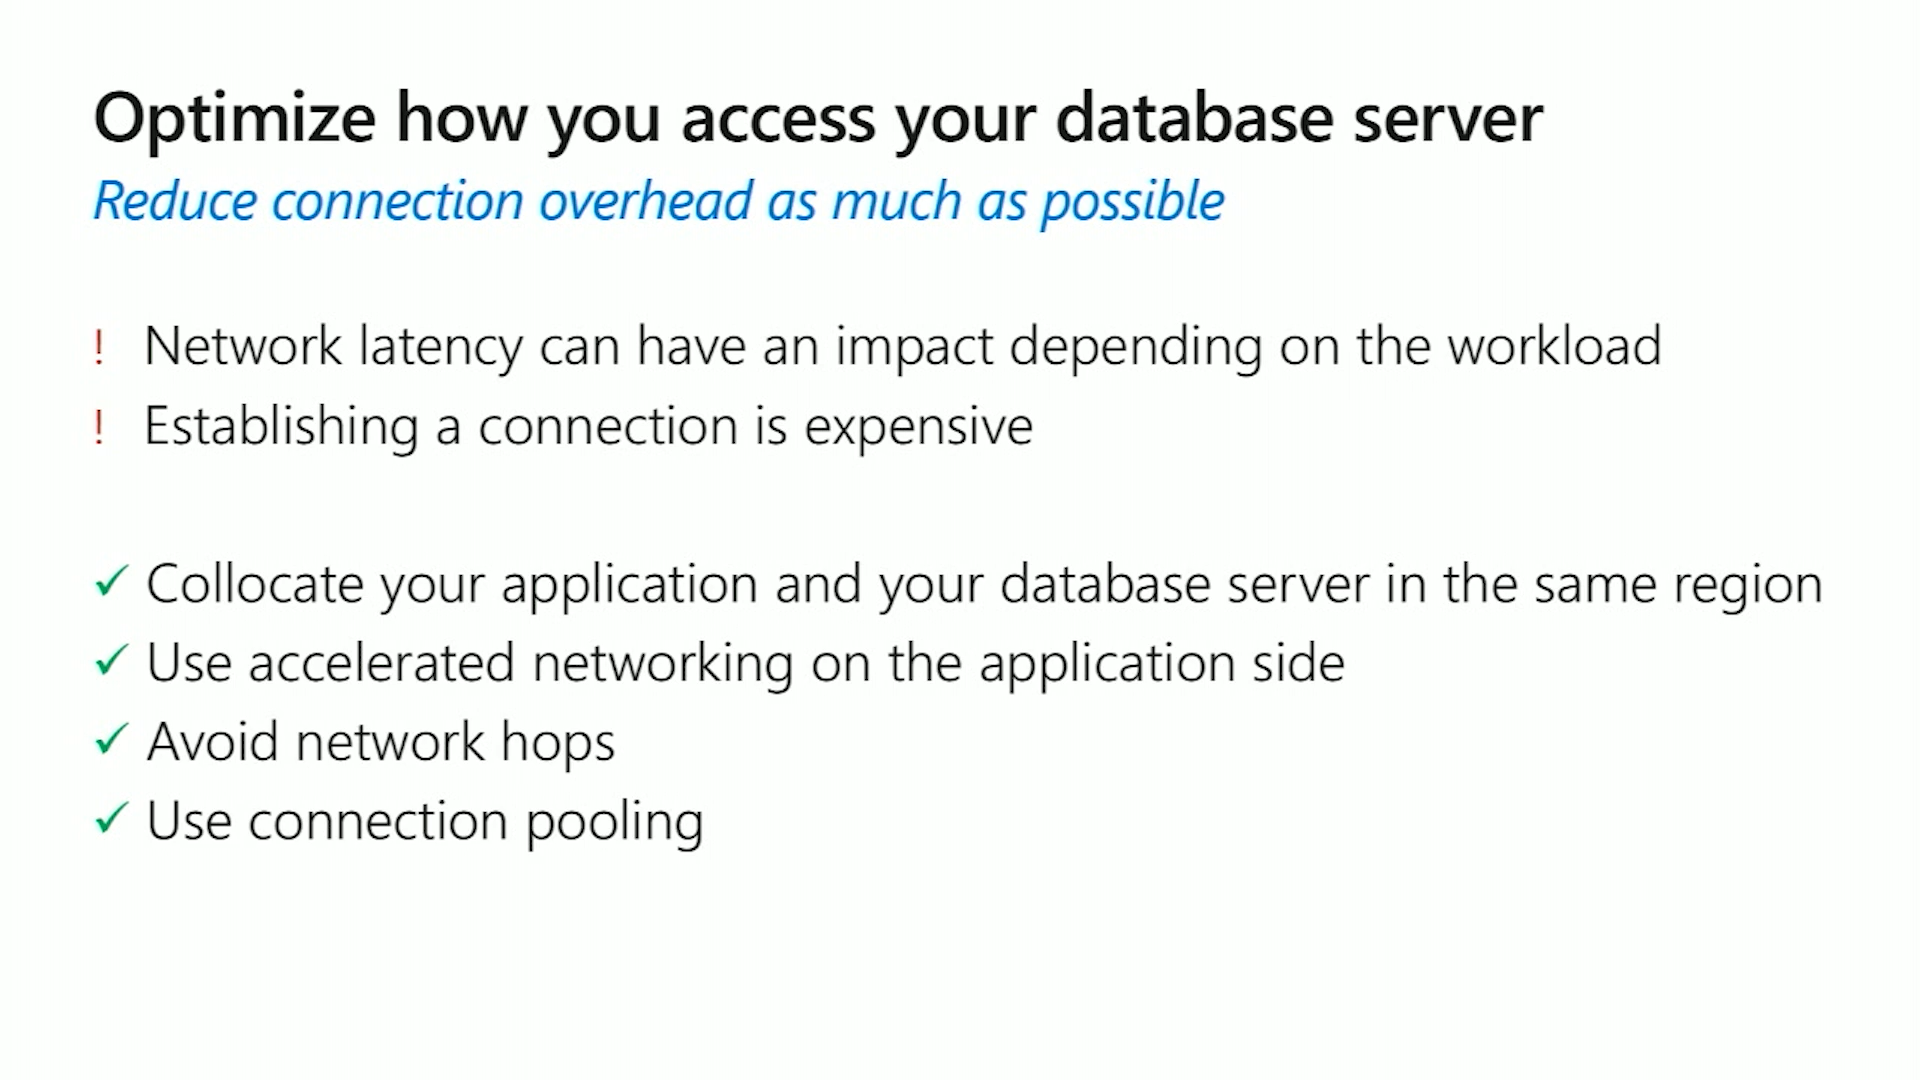 Optimize how you access your database server
Reduce connection overhead as much as possible
! Network latency can have an impact depending on the workload
! Establishing a connection is expensive
✓ Collocate your application and your database server in the same region
✓ Use accelerated networking on the application side
✓ Avoid network hops
✓ Use connection pooling